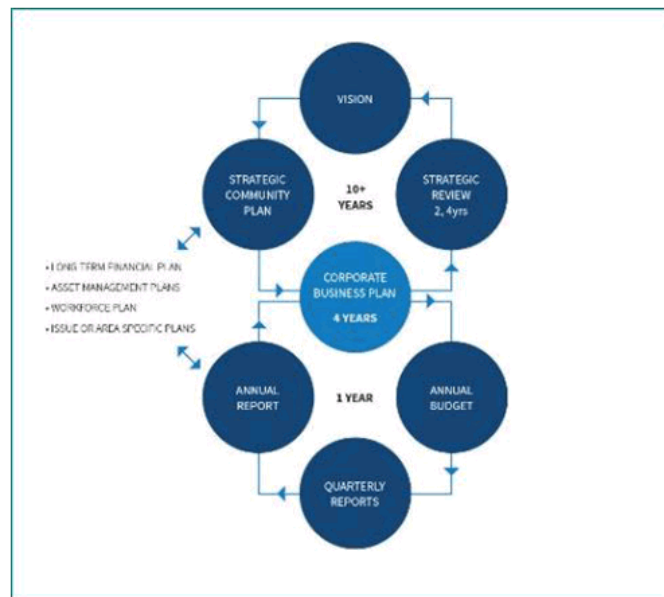 VISION
STRATEGIC
COMMUNITY
PLAN
10+
YEARS
STRATEGIC
REVIEW
2, 4yrs
• LONG TERM FINANCIAL PLAN
• ASSET MANAGEMENT PLANS
• WORKFORCE PLAN
• ISSUE OR AREA SPECIFIC PLANS
CORPORATE
BUSINESS PLAN
4 YEARS
ANNUAL
REPORT
1 YEAR
ANNUAL
BUDGET
QUARTERLY
REPORTS